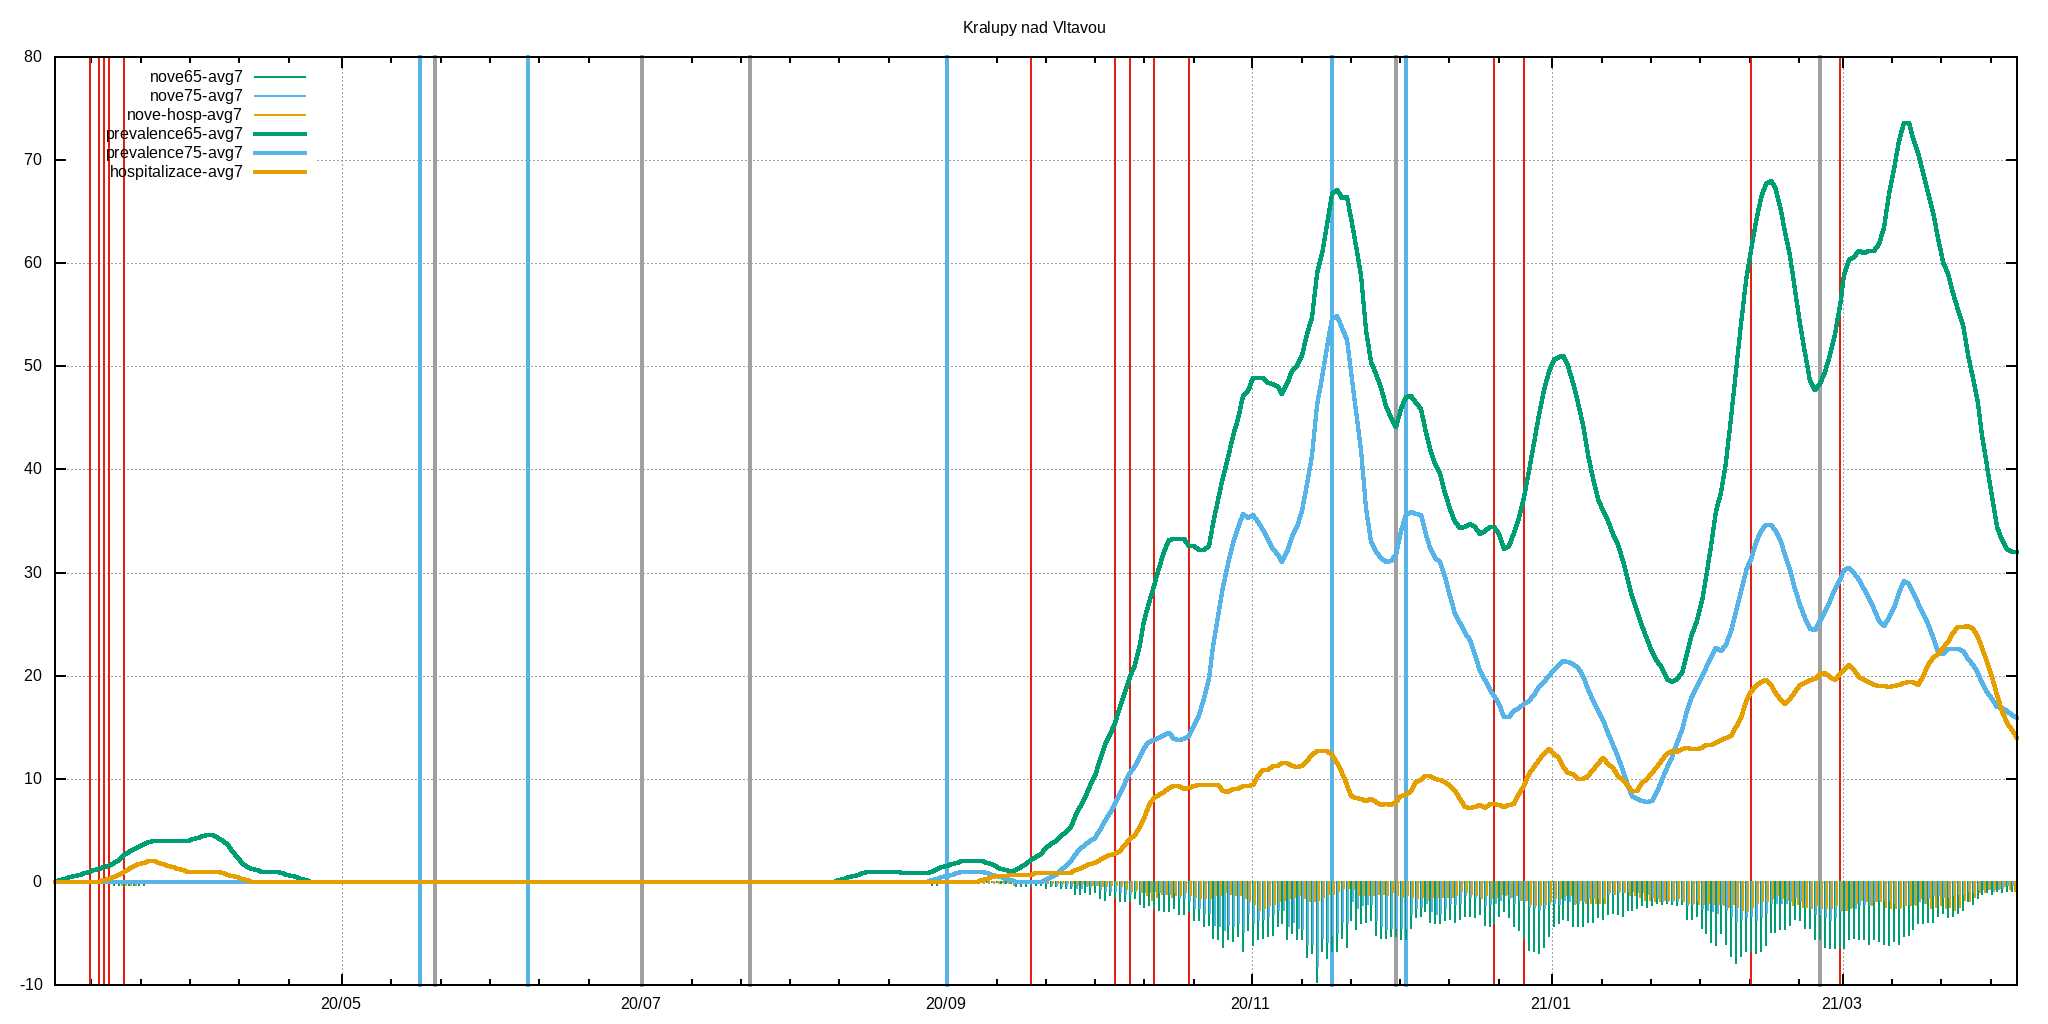 Kralupy nad Vltavou
80
nove65-avg7
nove75-avg7
nove-hosp-avg7
prevalence65-avg7
prevalence75-avg7
hospitalizace-avg7
70
60
50
40
30
20
10
0
-10
20/05 20/07 20/09 20/11 21/01 21/03